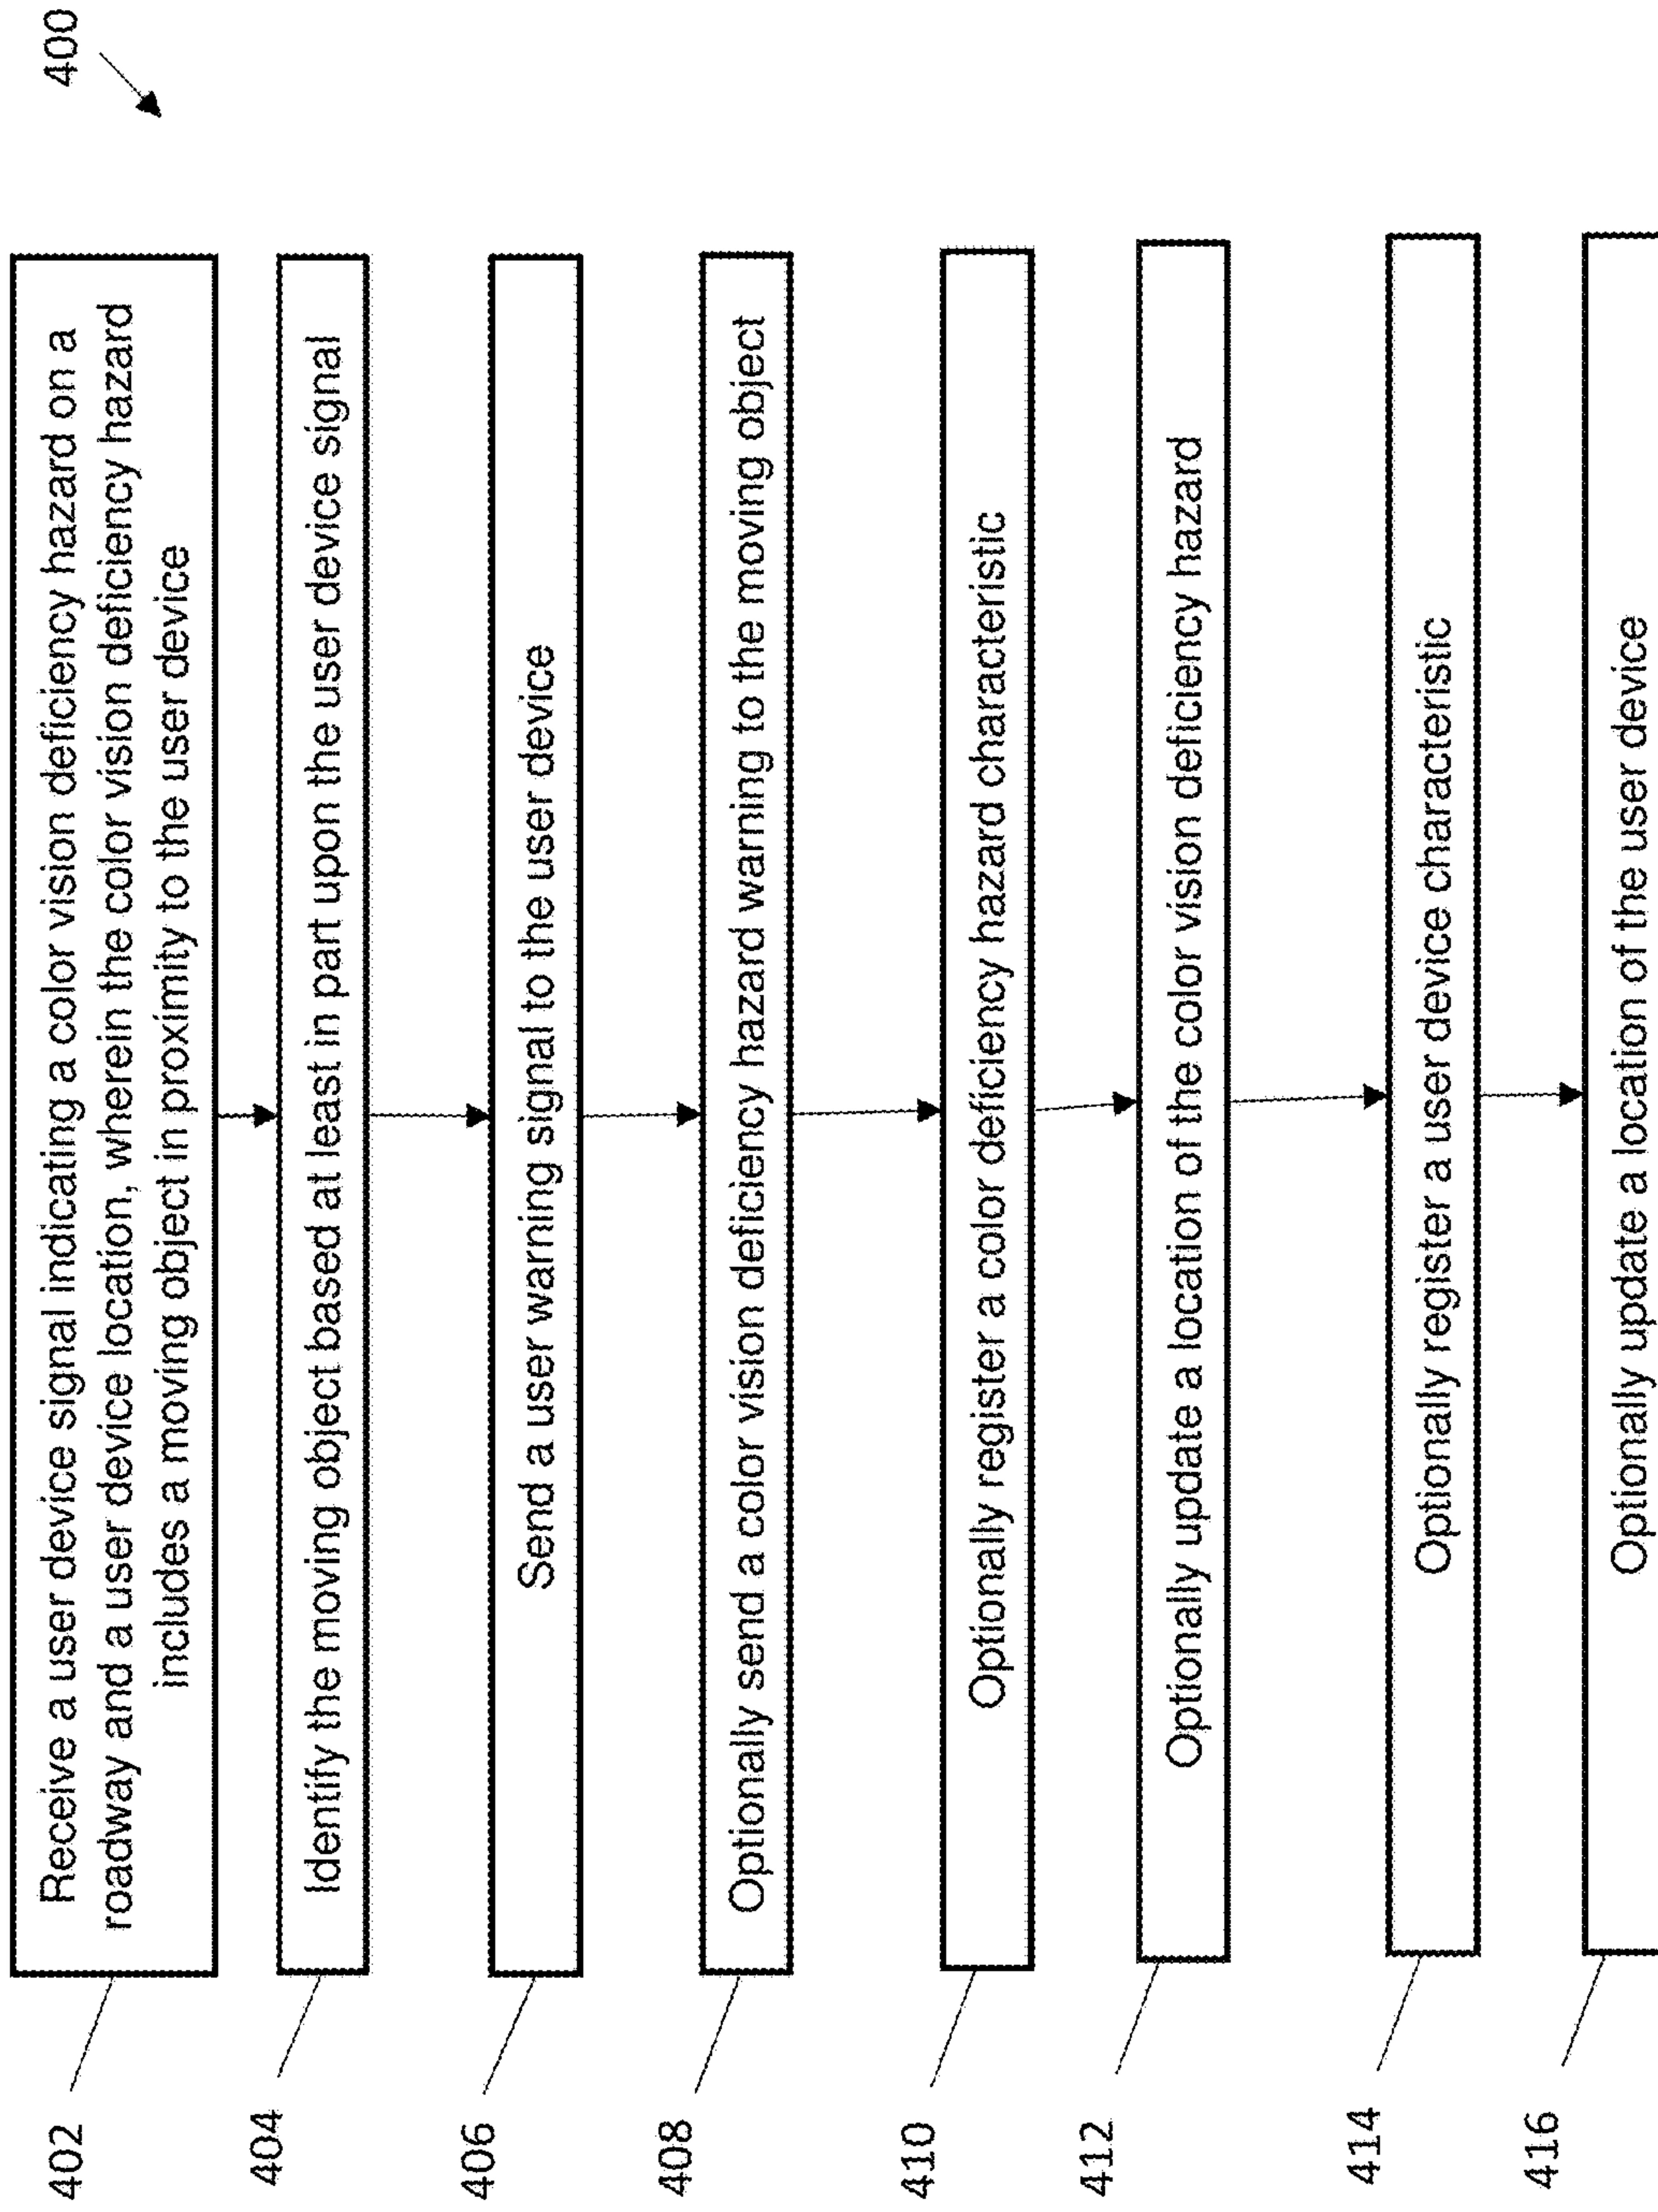 400
402
Receive a user device signal indicating a color vision deficiency hazard on a
roadway and a user device location, wherein the color vision deficiency hazard
includes a moving object in proximity to the user device
404
Identify the moving object based at least in part upon the user device signal
406
Send a user warning signal to the user device
408
Optionally send a color vision deficiency hazard warning to the moving object
410
Optionally register a color deficiency hazard characteristic
412
Optionally update a location of the color vision deficiency hazard
414
Optionally register a user device characteristic
416
Optionally update a location of the user device